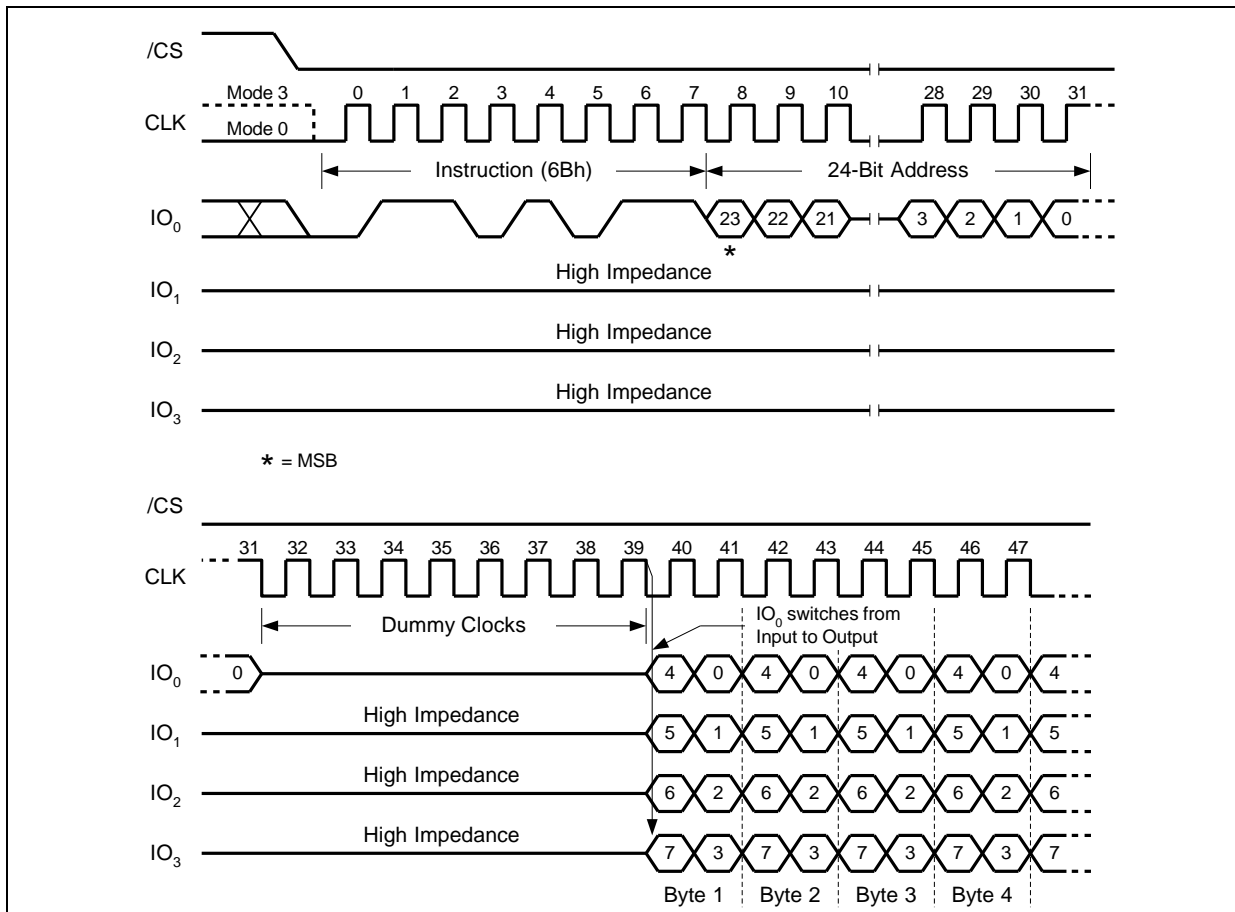 /CS
Mode 3
0 1 2 3 4 5 6 7 8 9 10 28 29 30 31
CLK
Mode 0
Instruction (6Bh) 24-Bit Address
IO0 23 22 21 3 2 1 0
*
High Impedance
IO1
High Impedance
IO2
High Impedance
IO3
* = MSB
/CS
31 32 33 34 35 36 37 38 39 40 41 42 43 44 45 46 47
CLK
Dummy Clocks
IO0 switches from
Input to Output
IO0 0 4 0 4 0 4 0 4 0 4
High Impedance
IO1 5 1 5 1 5 1 5 1 5
High Impedance
IO2 6 2 6 2 6 2 6 2 6
High Impedance
IO3 7 3 7 3 7 3 7 3 7
Byte 1 Byte 2 Byte 3 Byte 4